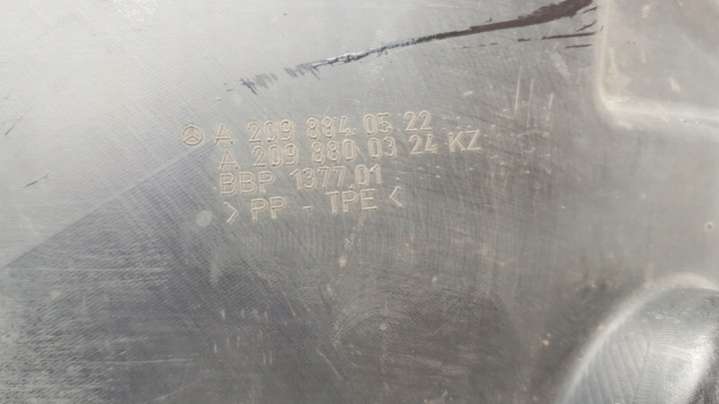 A 209 884 05 22
A 209 880 03 24 KZ
BBP 1377.01
> PP - TPE <